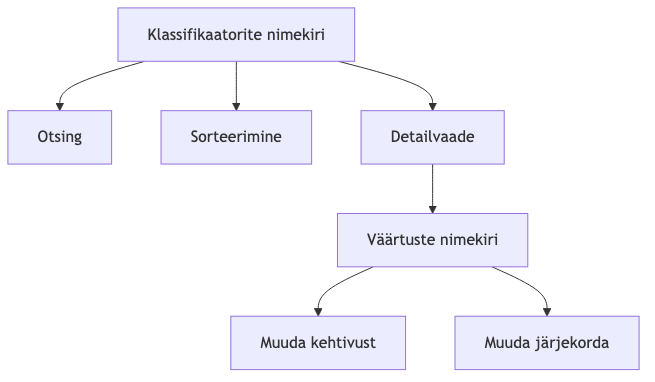 Klassifikaatorite nimekiri
Otsing
Sorteerimine
Detailvaade
Väärtuste nimekiri
Muuda kehtivust
Muuda järjekorda